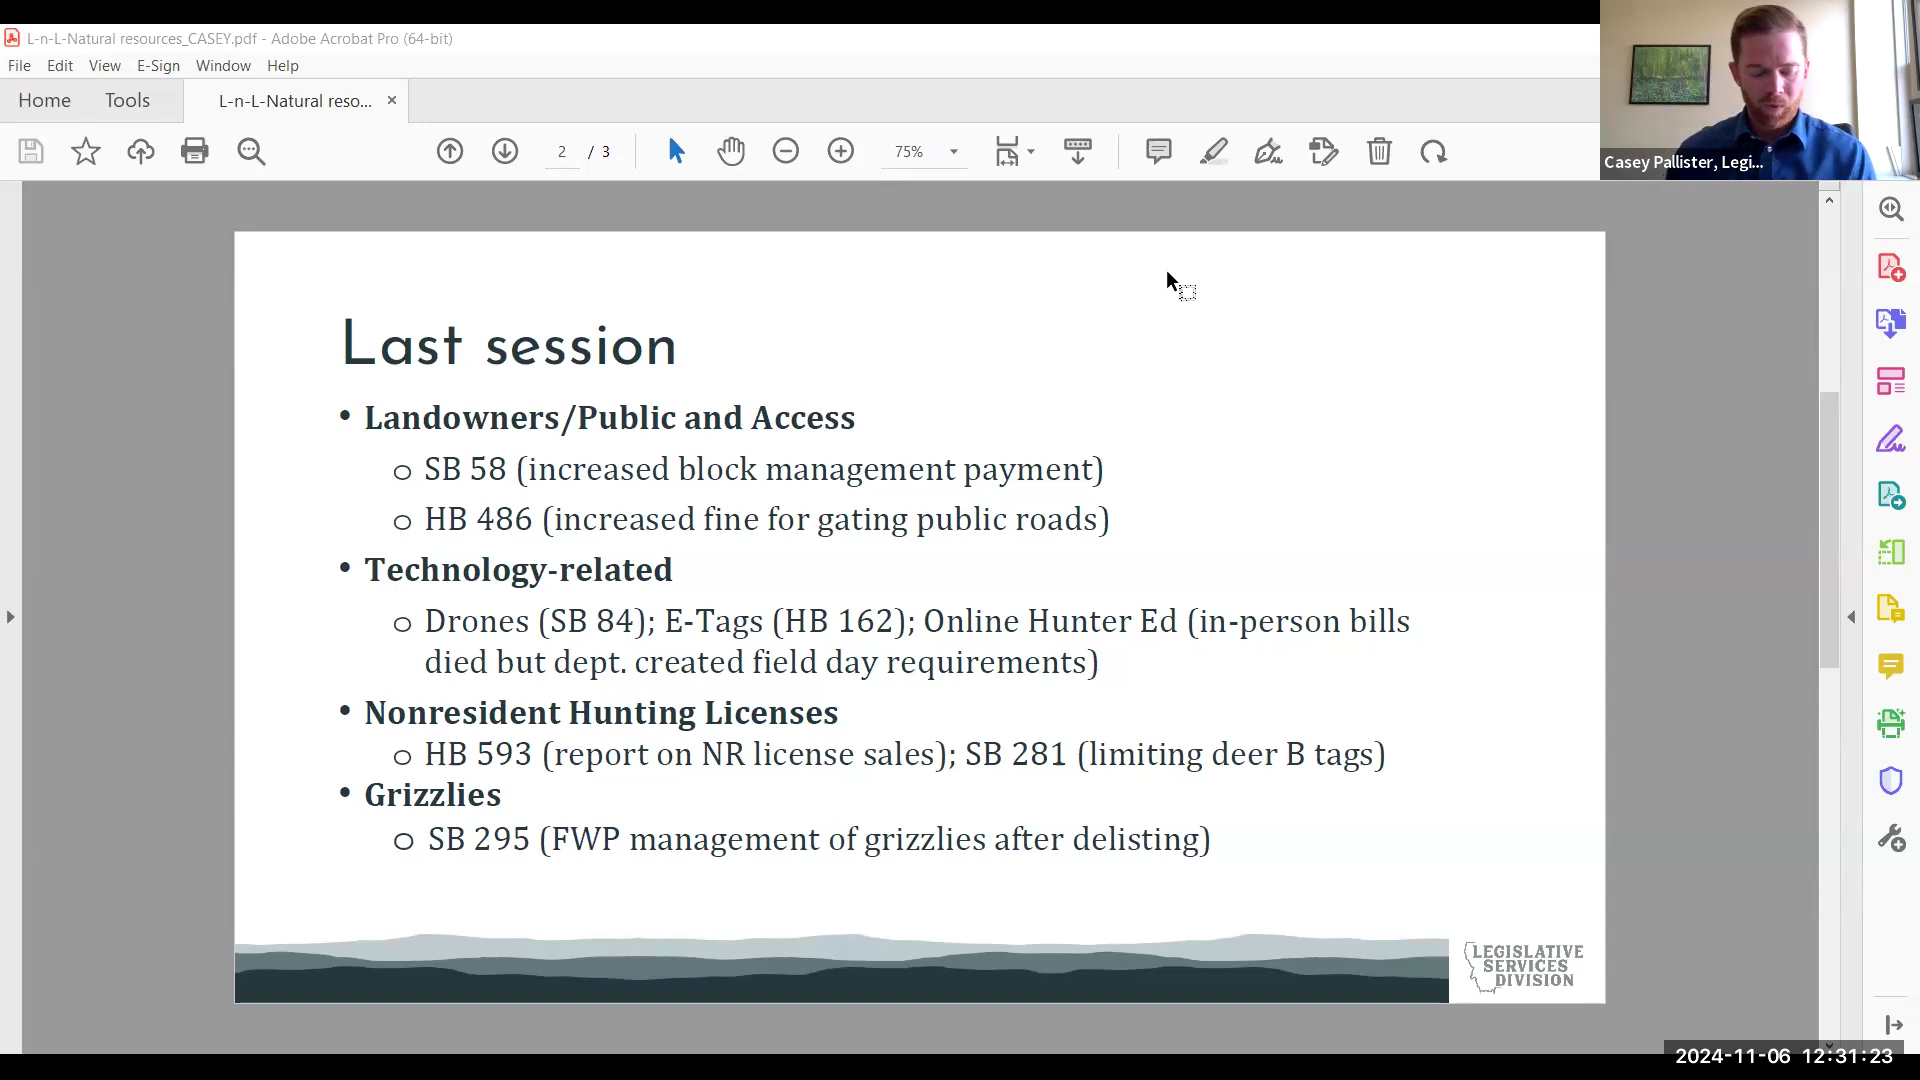 L-n-L-Natural resources_CASEY.pdf - Adobe Acrobat Pro (64-bit)
File Edit View E-Sign Window Help
Home Tools L-n-L-Natural reso... ×
2 / 3 75%
Casey Pallister, Legi...
Last session
• Landowners/Public and Access
o SB 58 (increased block management payment)
o HB 486 (increased fine for gating public roads)
• Technology-related
o Drones (SB 84); E-Tags (HB 162); Online Hunter Ed (in-person bills
died but dept. created field day requirements)
• Nonresident Hunting Licenses
o HB 593 (report on NR license sales); SB 281 (limiting deer B tags)
• Grizzlies
o SB 295 (FWP management of grizzlies after delisting)
LEGISLATIVE
SERVICES
DIVISION
2024-11-06 12:31:23